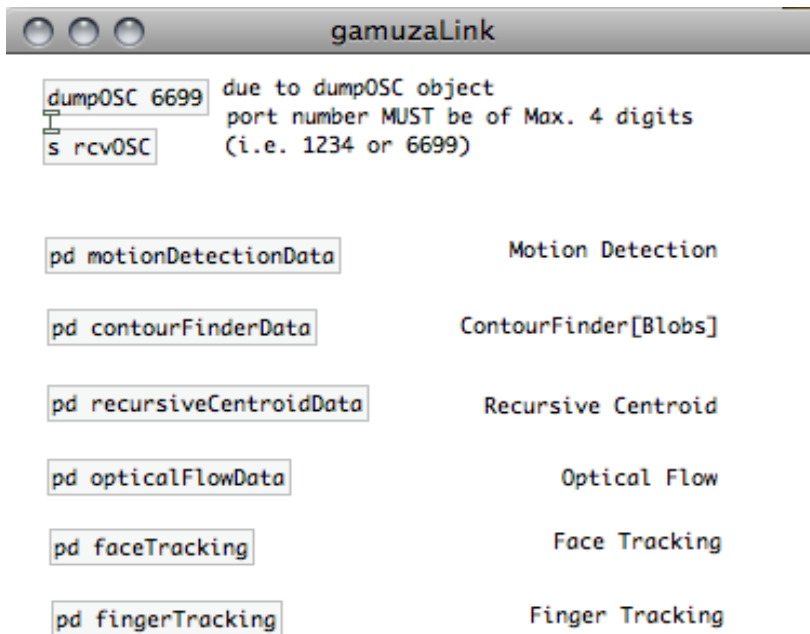 gamuzaLink
dumpOSC 6699
due to dumpOSC object
port number MUST be of Max. 4 digits
s rcvOSC
(i.e. 1234 or 6699)
pd motionDetectionData
Motion Detection
pd contourFinderData
ContourFinder[Blobs]
pd recursiveCentroidData
Recursive Centroid
pd opticalFlowData
Optical Flow
pd faceTracking
Face Tracking
pd fingerTracking
Finger Tracking